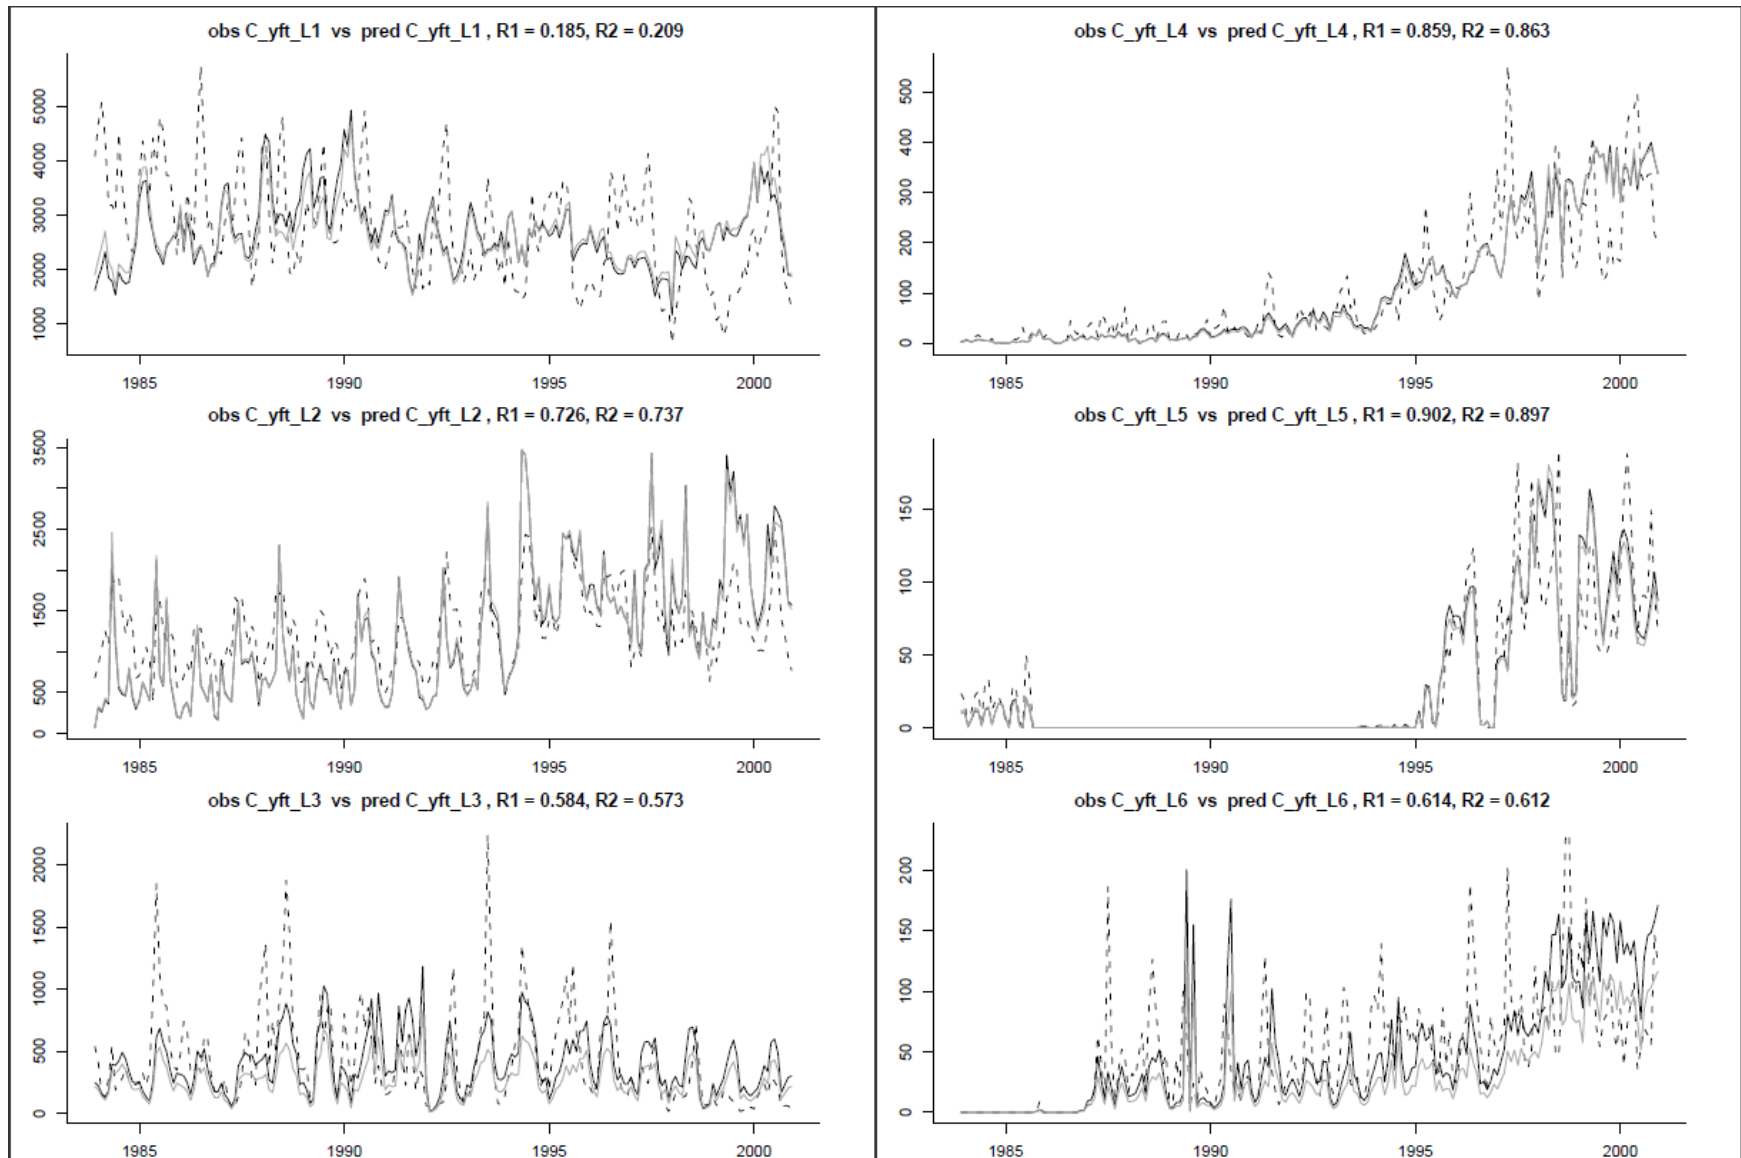 obs C_yft_L1 vs pred C_yft_L1 , R1 = 0.185, R2 = 0.209
5000
4000
3000
2000
1000
1985 1990 1995 2000
obs C_yft_L2 vs pred C_yft_L2 , R1 = 0.726, R2 = 0.737
3500
2500
1500
500
0
1985 1990 1995 2000
obs C_yft_L3 vs pred C_yft_L3 , R1 = 0.584, R2 = 0.573
2000
1500
1000
500
0
1985 1990 1995 2000
obs C_yft_L4 vs pred C_yft_L4 , R1 = 0.859, R2 = 0.863
500
400
300
200
100
0
1985 1990 1995 2000
obs C_yft_L5 vs pred C_yft_L5 , R1 = 0.902, R2 = 0.897
150
100
50
0
1985 1990 1995 2000
obs C_yft_L6 vs pred C_yft_L6 , R1 = 0.614, R2 = 0.612
200
150
100
50
0
1985 1990 1995 2000